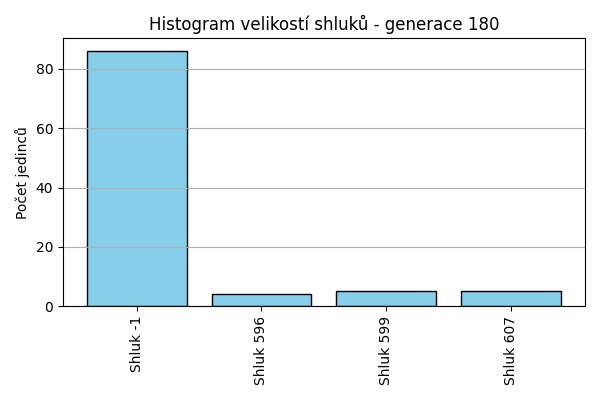 Histogram velikostí shluků - generace 180
Počet jedinců
80
60
40
20
0
Shluk -1
Shluk 596
Shluk 599
Shluk 607